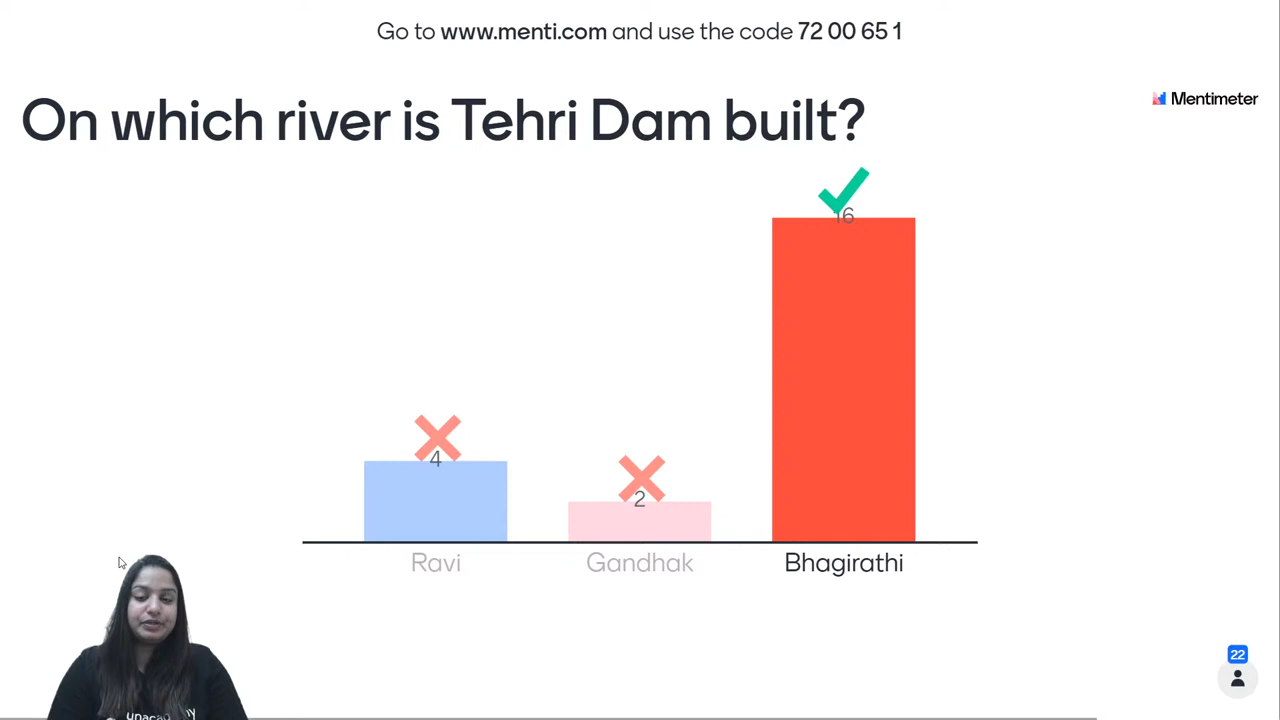 Go to www.menti.com and use the code 72 00 65 1
Mentimeter
On which river is Tehri Dam built?
16
4
2
Ravi
Gandhak
Bhagirathi
22
unacademy